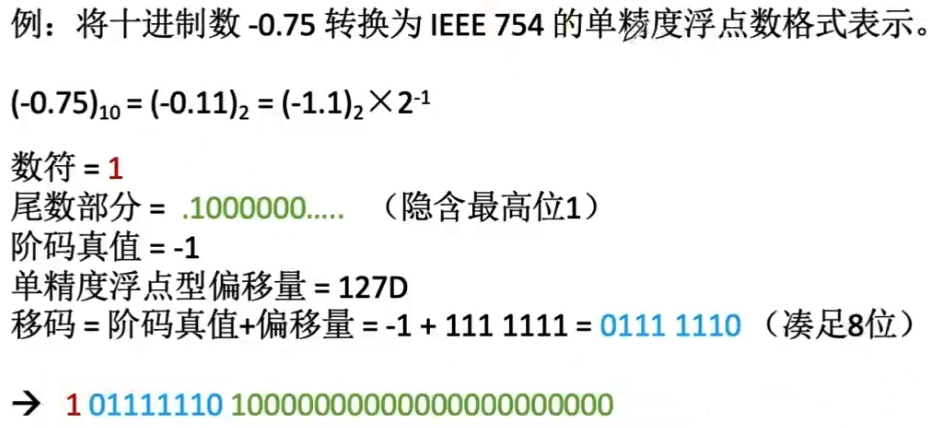 例：将十进制数 -0.75 转换为 IEEE 754 的单精度浮点数格式表示。
(-0.75)₁₀ = (-0.11)₂ = (-1.1)₂×2⁻¹
数符 = 1
尾数部分 = .1000000..... （隐含最高位1）
阶码真值 = -1
单精度浮点型偏移量 = 127D
移码 = 阶码真值+偏移量 = -1 + 111 1111 = 0111 1110 （凑足8位）
→ 1 01111110 10000000000000000000000